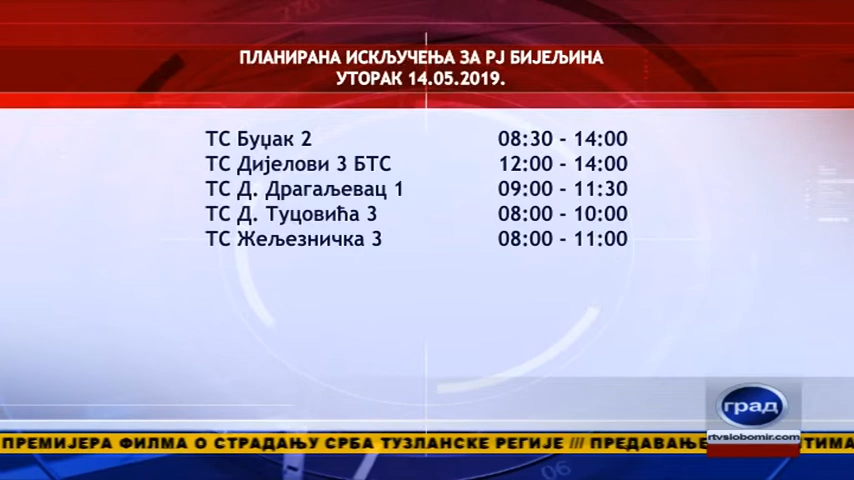 ПЛАНИРАНА ИСКЉУЧЕЊА ЗА РЈ БИЈЕЉИНА
УТОРАК 14.05.2019.
ТС Буџак 2 08:30 - 14:00
ТС Дијелови 3 БТС 12:00 - 14:00
ТС Д. Драгаљевац 1 09:00 - 11:30
ТС Д. Туцовића 3 08:00 - 10:00
ТС Жељезничка 3 08:00 - 11:00
град
rtvslobomir.com
ПРЕМИЈЕРА ФИЛМА О СТРАДАЊУ СРБА ТУЗЛАНСКЕ РЕГИЈЕ /// ПРЕДАВАЊЕ ТИМА
06